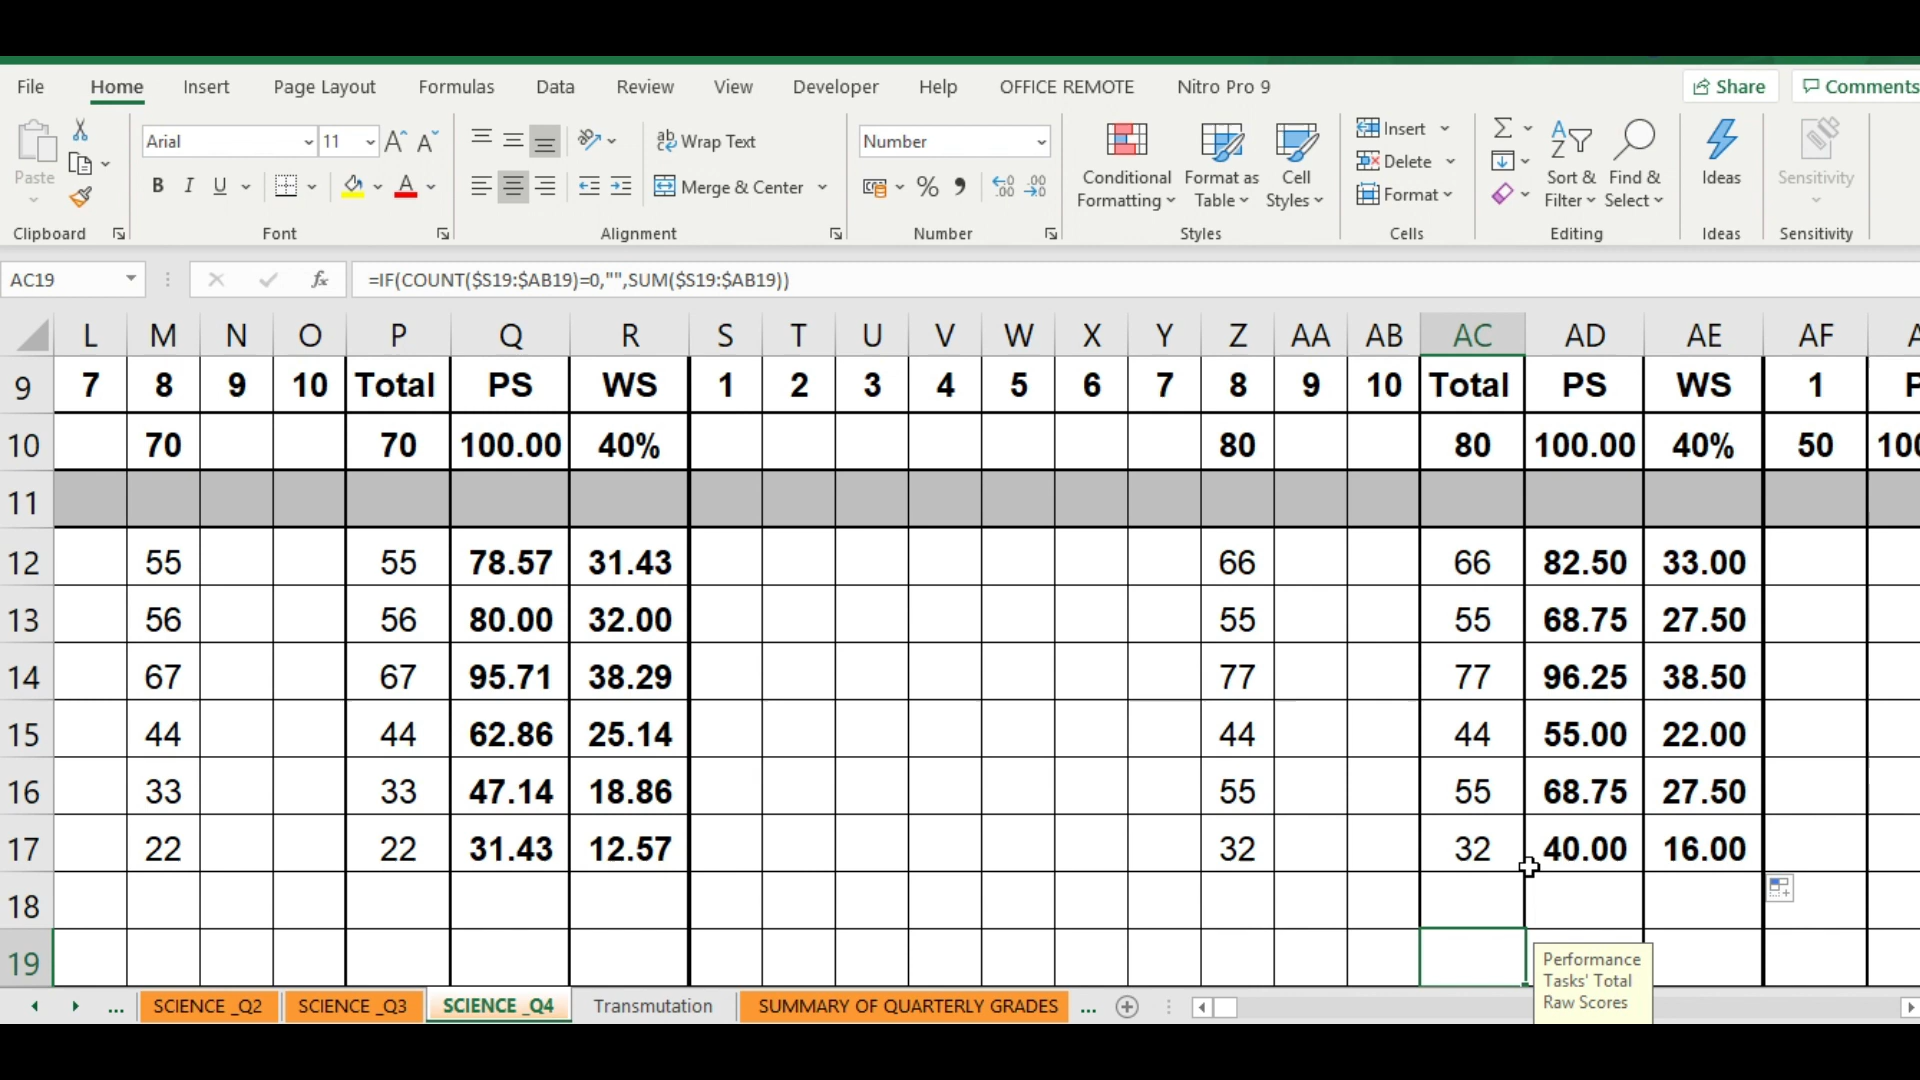 File Home Insert Page Layout Formulas Data Review View Developer Help OFFICE REMOTE Nitro Pro 9 Share Comments
Paste
Arial 11
B I U
A
Wrap Text
Merge & Center
Number
%
Conditional Formatting
Format as Table
Cell Styles
Insert
Delete
Format
Sort & Filter
Find & Select
Ideas
Sensitivity
Clipboard Font Alignment Number Styles Cells Editing Ideas Sensitivity
AC19 fx =IF(COUNT($S19:$AB19)=0,"",SUM($S19:$AB19))
L M N O P Q R S T U V W X Y Z AA AB AC AD AE AF
9 7 8 9 10 Total PS WS 1 2 3 4 5 6 7 8 9 10 Total PS WS 1
10 70 70 100.00 40% 80 80 100.00 40% 50
11
12 55 55 78.57 31.43 66 66 82.50 33.00
13 56 56 80.00 32.00 55 55 68.75 27.50
14 67 67 95.71 38.29 77 77 96.25 38.50
15 44 44 62.86 25.14 44 44 55.00 22.00
16 33 33 47.14 18.86 55 55 68.75 27.50
17 22 22 31.43 12.57 32 32 40.00 16.00
18
19
Performance
Tasks' Total
Raw Scores
... SCIENCE _Q2 SCIENCE _Q3 SCIENCE _Q4 Transmutation SUMMARY OF QUARTERLY GRADES ...